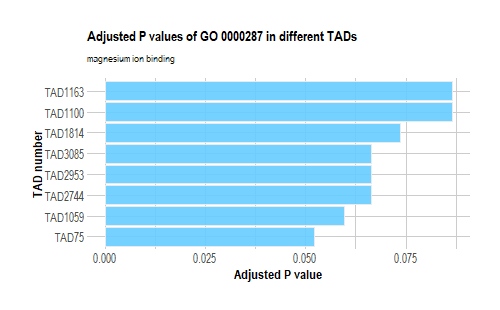 Adjusted P values of GO 0000287 in different TADs
magnesium ion binding
TAD number
TAD1163
TAD1100
TAD1814
TAD3085
TAD2953
TAD2744
TAD1059
TAD75
0.000 0.025 0.050 0.075
Adjusted P value